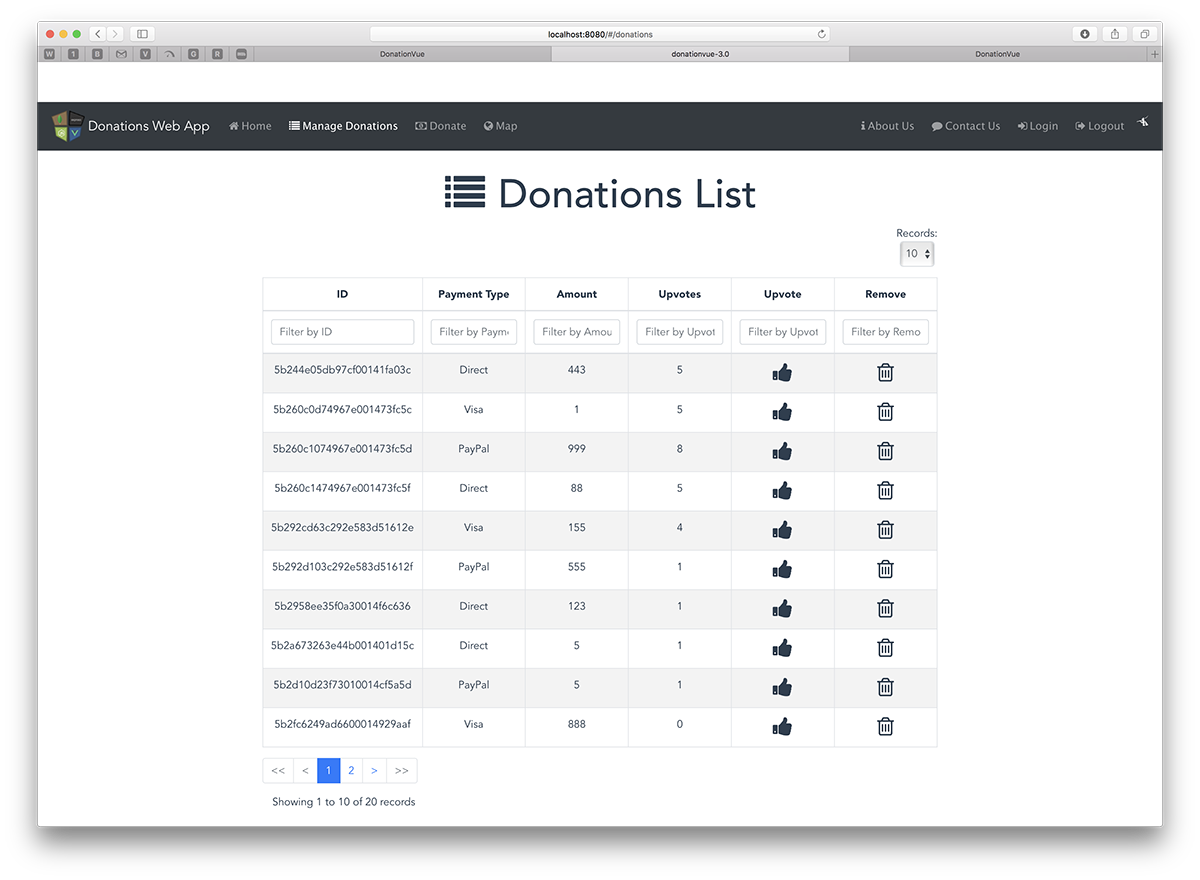 localhost:8080/#/donations
W 1 B V G R DonationVue donationvue-3.0 DonationVue +
Donations Web App Home Manage Donations Donate Map About Us Contact Us Login Logout
Donations List
Records:
10
ID Payment Type Amount Upvotes Upvote Remove
Filter by ID Filter by Paym Filter by Amou Filter by Upvot Filter by Upvot Filter by Remo
5b244e05db97cf00141fa03c Direct 443 5
5b260c0d74967e001473fc5c Visa 1 5
5b260c1074967e001473fc5d PayPal 999 8
5b260c1474967e001473fc5f Direct 88 5
5b292cd63c292e583d51612e Visa 155 4
5b292d103c292e583d51612f PayPal 555 1
5b2958ee35f0a30014f6c636 Direct 123 1
5b2a673263e44b001401d15c Direct 5 1
5b2d10d23f73010014cf5a5d PayPal 5 1
5b2fc6249ad6600014929aaf Visa 888 0
<< < 1 2 > >>
Showing 1 to 10 of 20 records